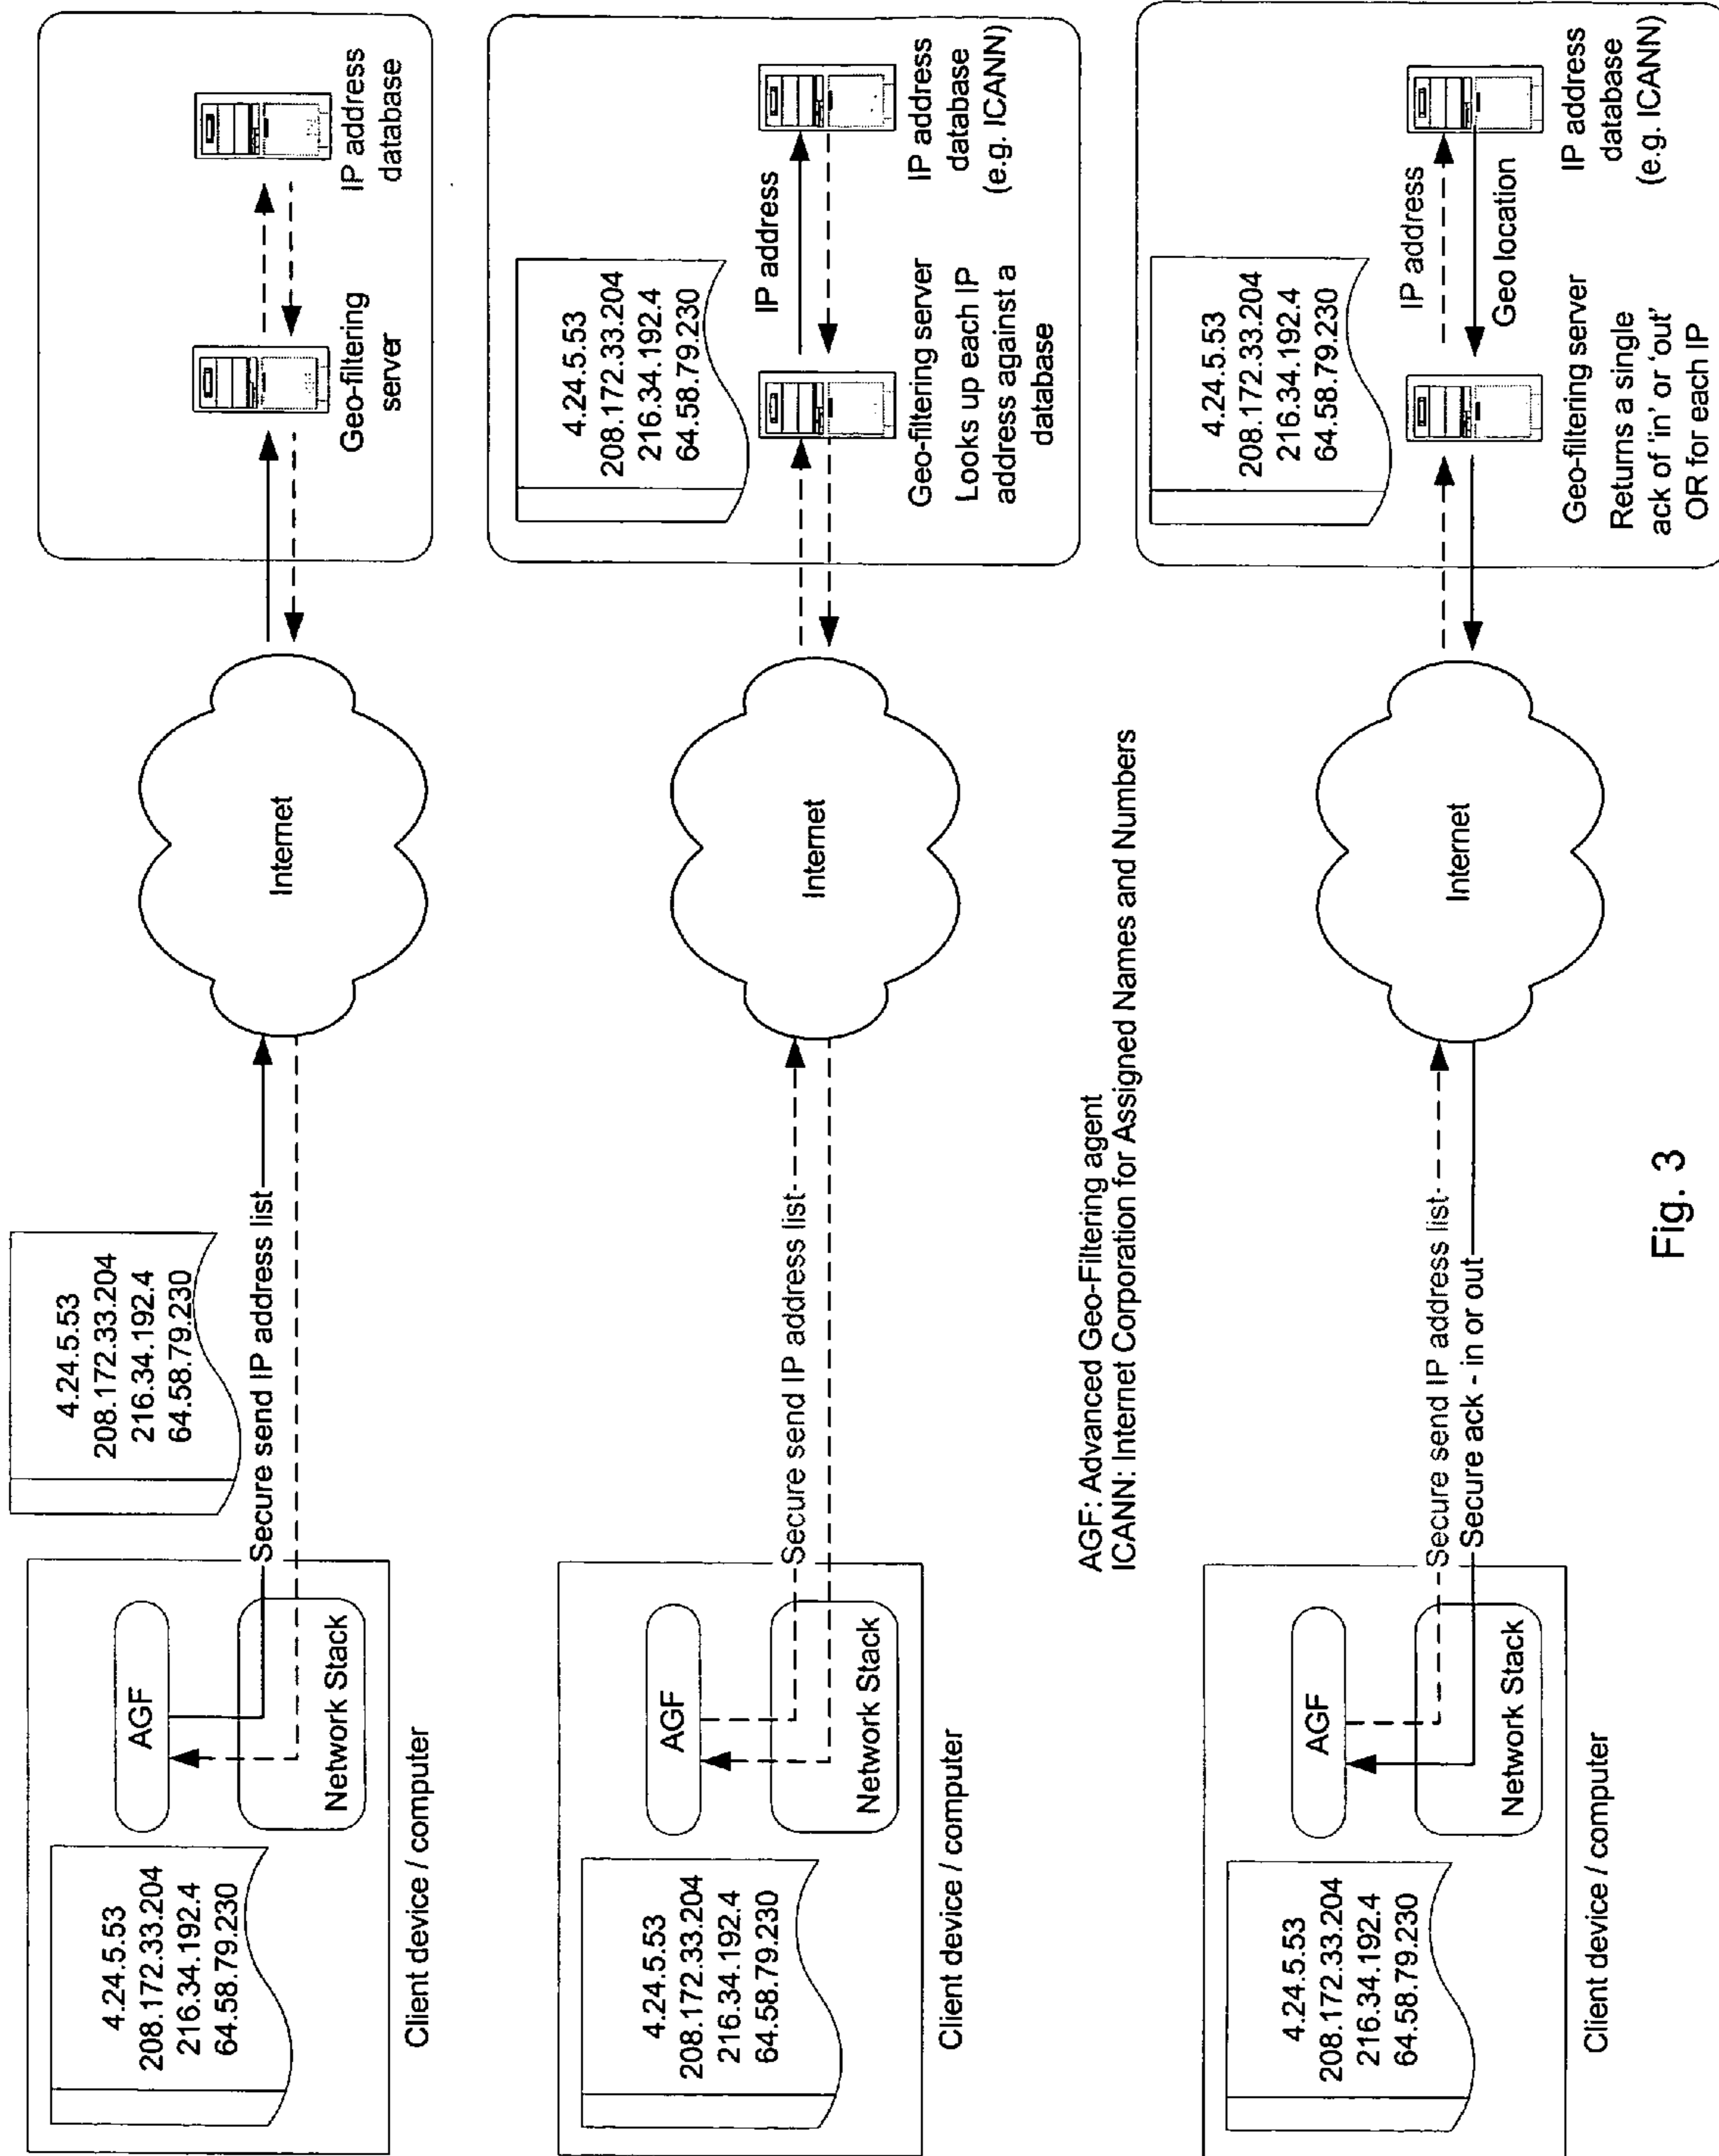 4.24.5.53
208.172.33.204
216.34.192.4
64.58.79.230
AGF
Network Stack
Client device / computer
4.24.5.53
208.172.33.204
216.34.192.4
64.58.79.230
Secure send IP address list
Internet
Geo-filtering
server
IP address
database
4.24.5.53
208.172.33.204
216.34.192.4
64.58.79.230
AGF
Network Stack
Client device / computer
Secure send IP address list
Internet
4.24.5.53
208.172.33.204
216.34.192.4
64.58.79.230
IP address
Geo-filtering server
Looks up each IP
address against a
database
IP address
database
(e.g. ICANN)
AGF: Advanced Geo-Filtering agent
ICANN: Internet Corporation for Assigned Names and Numbers
4.24.5.53
208.172.33.204
216.34.192.4
64.58.79.230
AGF
Network Stack
Client device / computer
Secure send IP address list
Secure ack - in or out
Internet
4.24.5.53
208.172.33.204
216.34.192.4
64.58.79.230
IP address
Geo location
Geo-filtering server
Returns a single
ack of 'in' or 'out'
OR for each IP
IP address
database
(e.g. ICANN)
Fig. 3